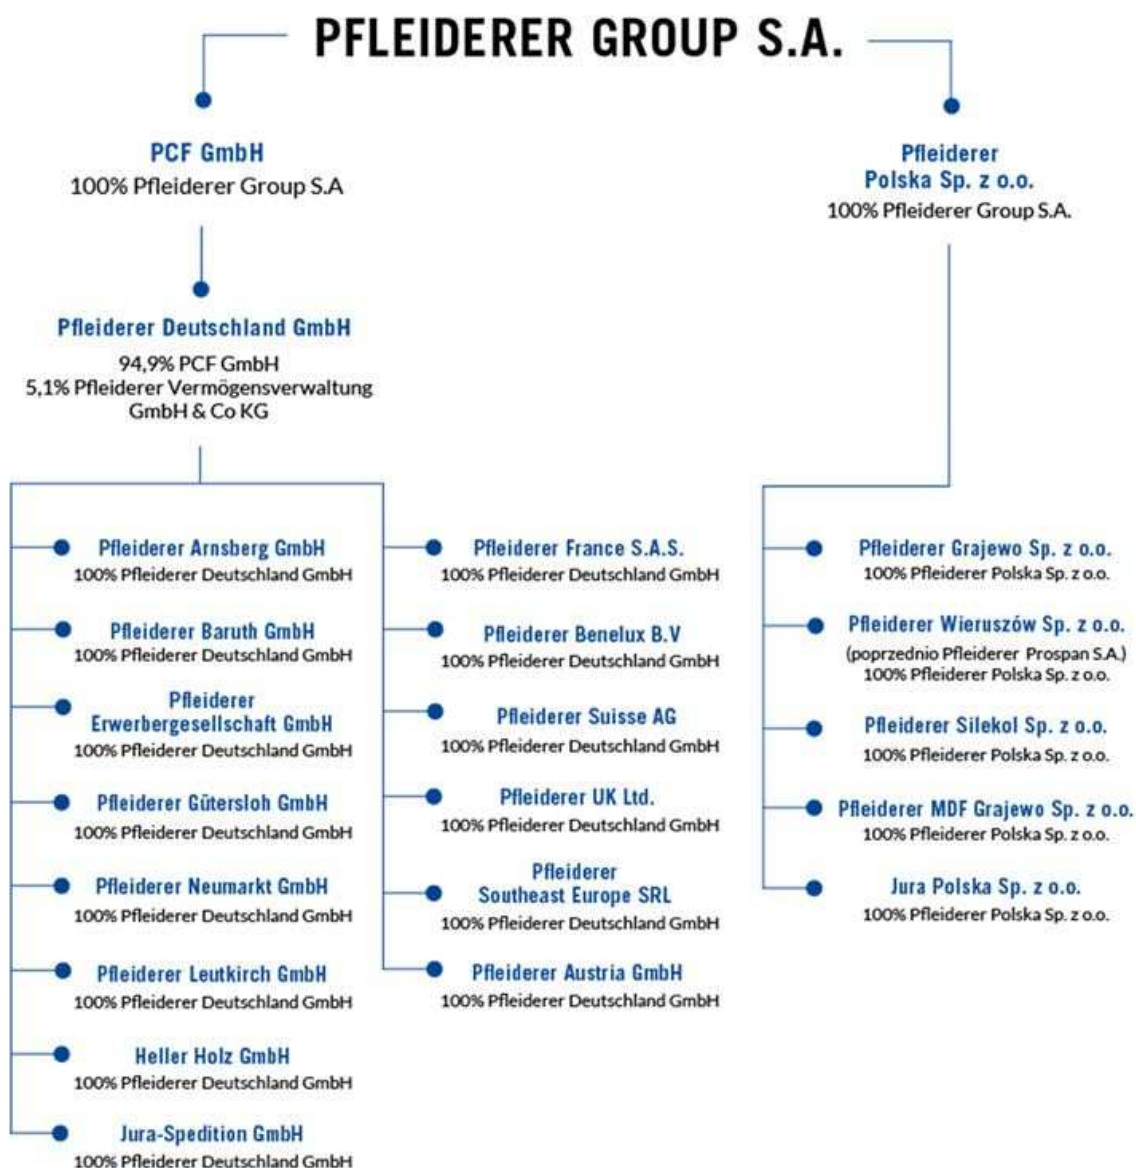 PFLEIDERER GROUP S.A.
PCF GmbH
100% Pfleiderer Group S.A
Pfleiderer
Polska Sp. z o.o.
100% Pfleiderer Group S.A.
Pfleiderer Deutschland GmbH
94,9% PCF GmbH
5,1% Pfleiderer Vermögensverwaltung
GmbH & Co KG
Pfleiderer Arnsberg GmbH
100% Pfleiderer Deutschland GmbH
Pfleiderer Baruth GmbH
100% Pfleiderer Deutschland GmbH
Pfleiderer
Erwerbergesellschaft GmbH
100% Pfleiderer Deutschland GmbH
Pfleiderer Gütersloh GmbH
100% Pfleiderer Deutschland GmbH
Pfleiderer Neumarkt GmbH
100% Pfleiderer Deutschland GmbH
Pfleiderer Leutkirch GmbH
100% Pfleiderer Deutschland GmbH
Heller Holz GmbH
100% Pfleiderer Deutschland GmbH
Jura-Spedition GmbH
100% Pfleiderer Deutschland GmbH
Pfleiderer France S.A.S.
100% Pfleiderer Deutschland GmbH
Pfleiderer Benelux B.V
100% Pfleiderer Deutschland GmbH
Pfleiderer Suisse AG
100% Pfleiderer Deutschland GmbH
Pfleiderer UK Ltd.
100% Pfleiderer Deutschland GmbH
Pfleiderer
Southeast Europe SRL
100% Pfleiderer Deutschland GmbH
Pfleiderer Austria GmbH
100% Pfleiderer Deutschland GmbH
Pfleiderer Grajewo Sp. z o.o.
100% Pfleiderer Polska Sp. z o.o.
Pfleiderer Wieruszów Sp. z o.o.
(poprzednio Pfleiderer Prospan S.A.)
100% Pfleiderer Polska Sp. z o.o.
Pfleiderer Silekol Sp. z o.o.
100% Pfleiderer Polska Sp. z o.o.
Pfleiderer MDF Grajewo Sp. z o.o.
100% Pfleiderer Polska Sp. z o.o.
Jura Polska Sp. z o.o.
100% Pfleiderer Polska Sp. z o.o.